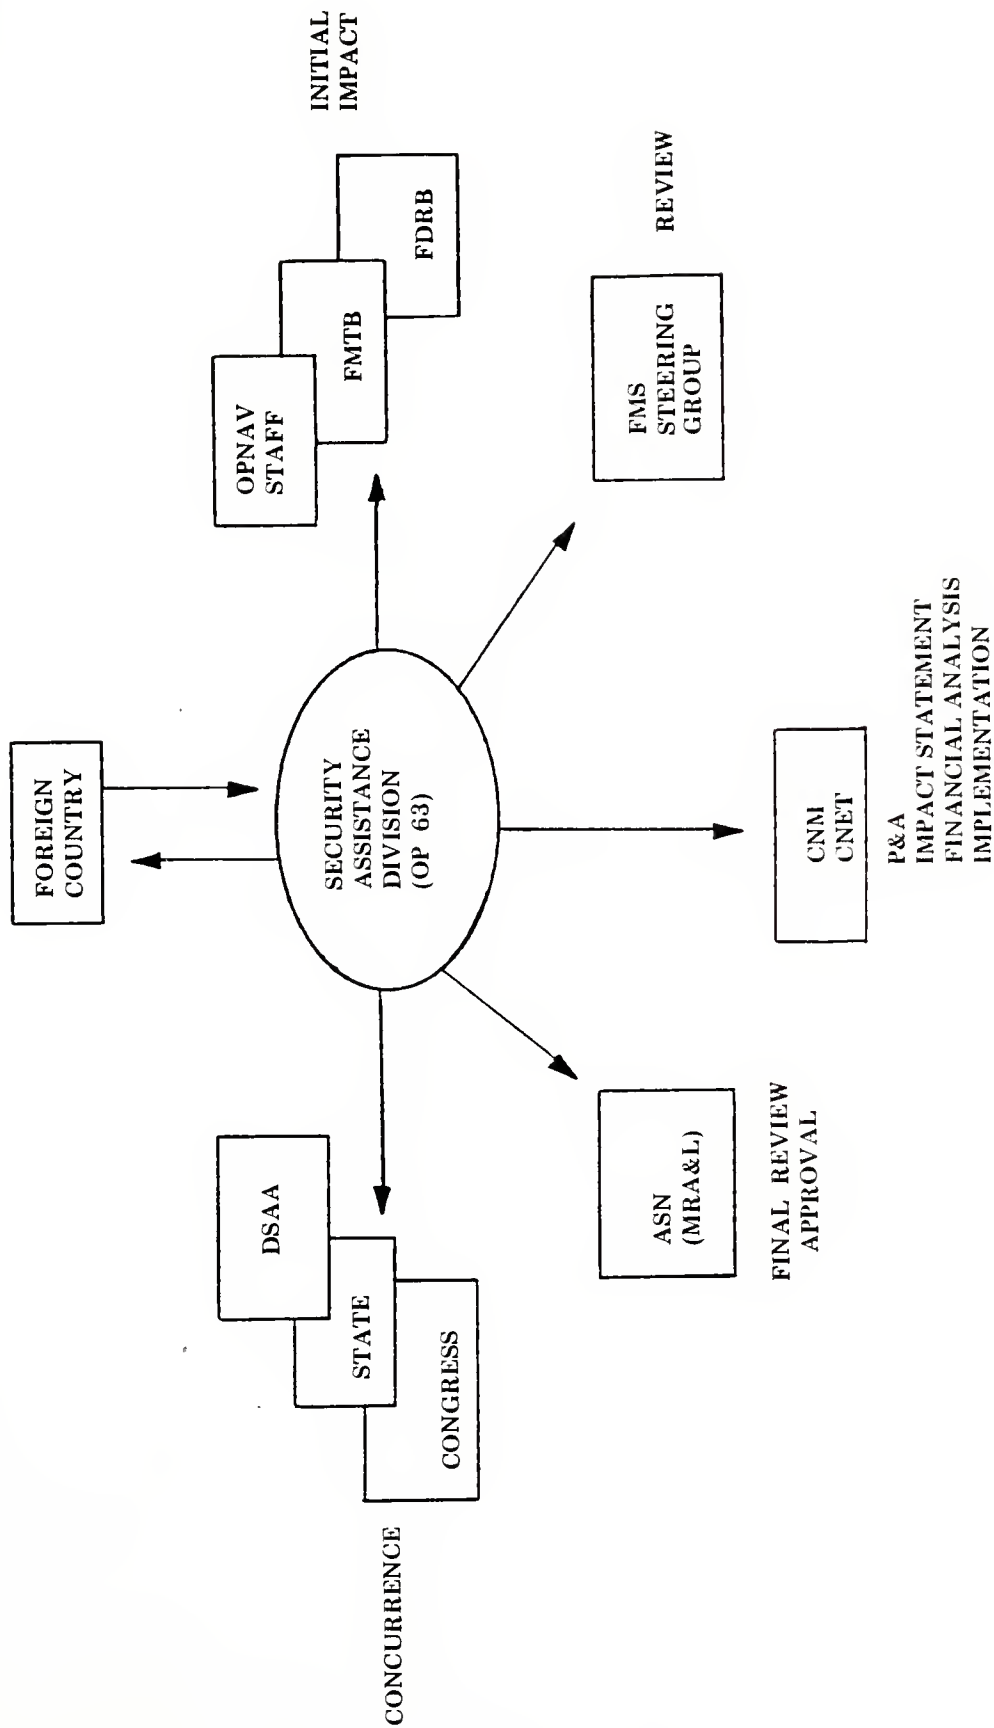 FOREIGN
COUNTRY
CONCURRENCE
DSAA
STATE
CONGRESS
SECURITY
ASSISTANCE
DIVISION
(OP 63)
OPNAV
STAFF
FMTB
FDRB
INITIAL
IMPACT
ASN
(MRA&L)
FINAL REVIEW
APPROVAL
CNM
CNET
P&A
IMPACT STATEMENT
FINANCIAL ANALYSIS
IMPLEMENTATION
FMS
STEERING
GROUP
REVIEW